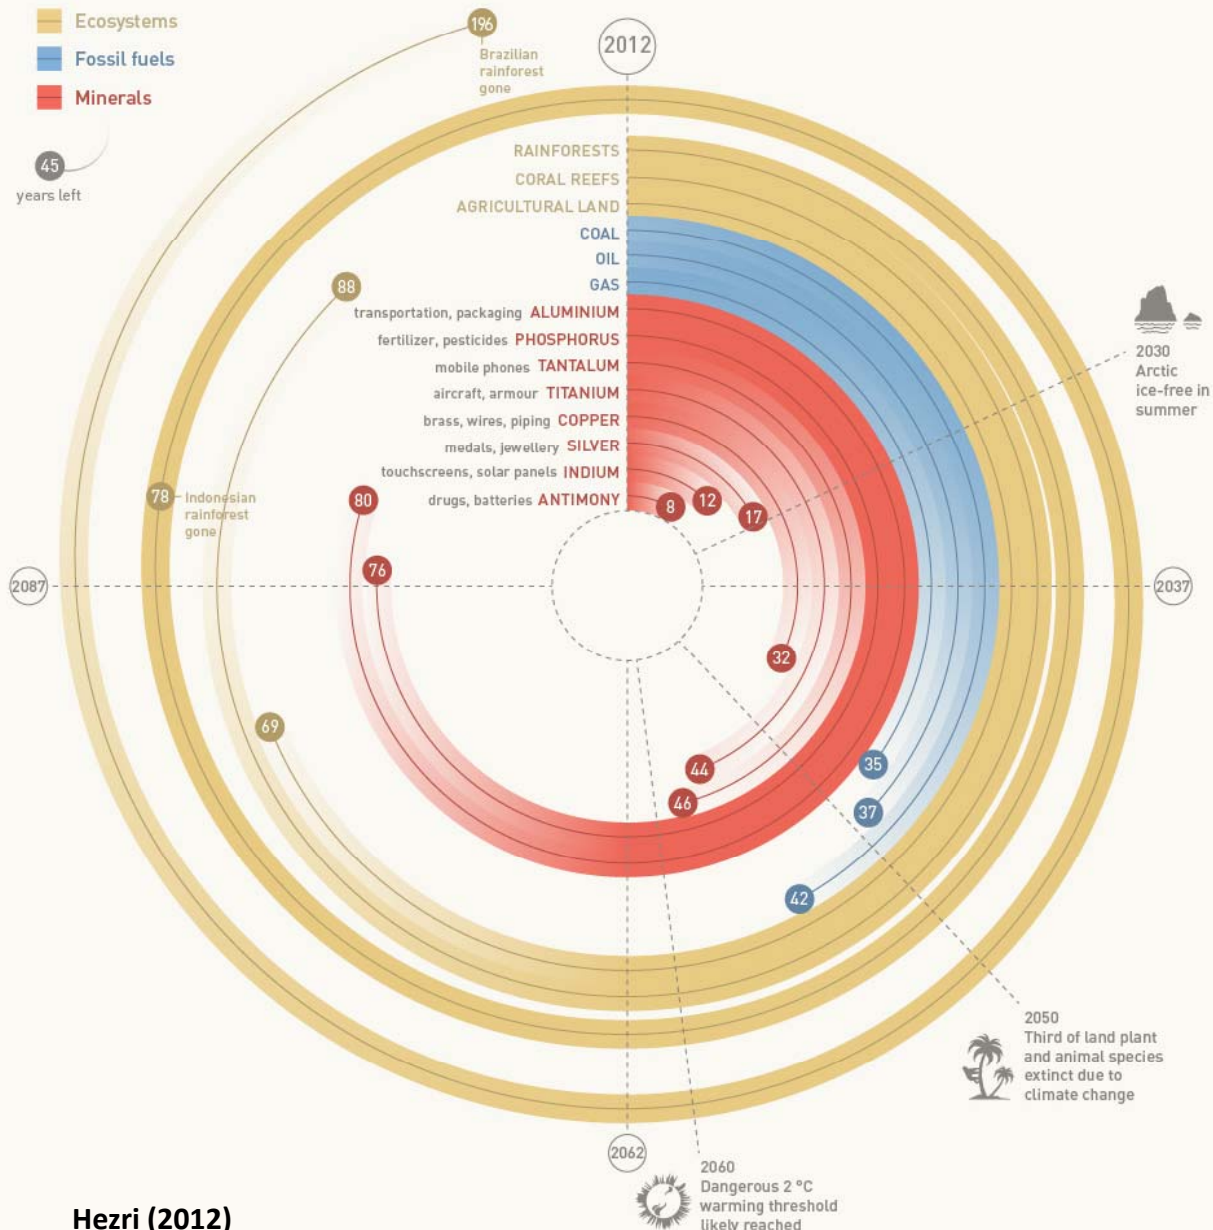 Ecosystems
Fossil fuels
Minerals
45
years left
196
Brazilian
rainforest
gone
2012
RAINFORESTS
CORAL REEFS
AGRICULTURAL LAND
COAL
OIL
GAS
88
transportation, packaging ALUMINIUM
fertilizer, pesticides PHOSPHORUS
mobile phones TANTALUM
aircraft, armour TITANIUM
brass, wires, piping COPPER
medals, jewellery SILVER
touchscreens, solar panels INDIUM
drugs, batteries ANTIMONY
2030
Arctic
ice-free in
summer
78
Indonesian
rainforest
gone
80
8
12
17
76
2087
2037
32
69
44
46
35
37
42
2050
Third of land plant
and animal species
extinct due to
climate change
2062
2060
Dangerous 2 °C
warming threshold
likely reached
Hezri (2012)